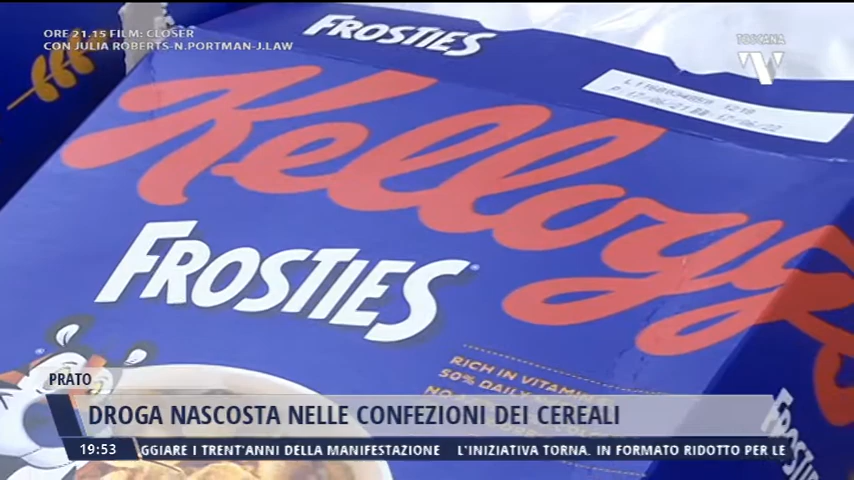 ORE 21.15 FILM: CLOSER
CON JULIA ROBERTS-N.PORTMAN-J.LAW
FROSTIES
TOSCANA
TV
Kellogg's
FROSTIES
RICH IN VITAMIN
50% DAILY
PRATO
DROGA NASCOSTA NELLE CONFEZIONI DEI CEREALI
19:53 GGIARE I TRENT'ANNI DELLA MANIFESTAZIONE L'INIZIATIVA TORNA. IN FORMATO RIDOTTO PER LE
FROSTIES